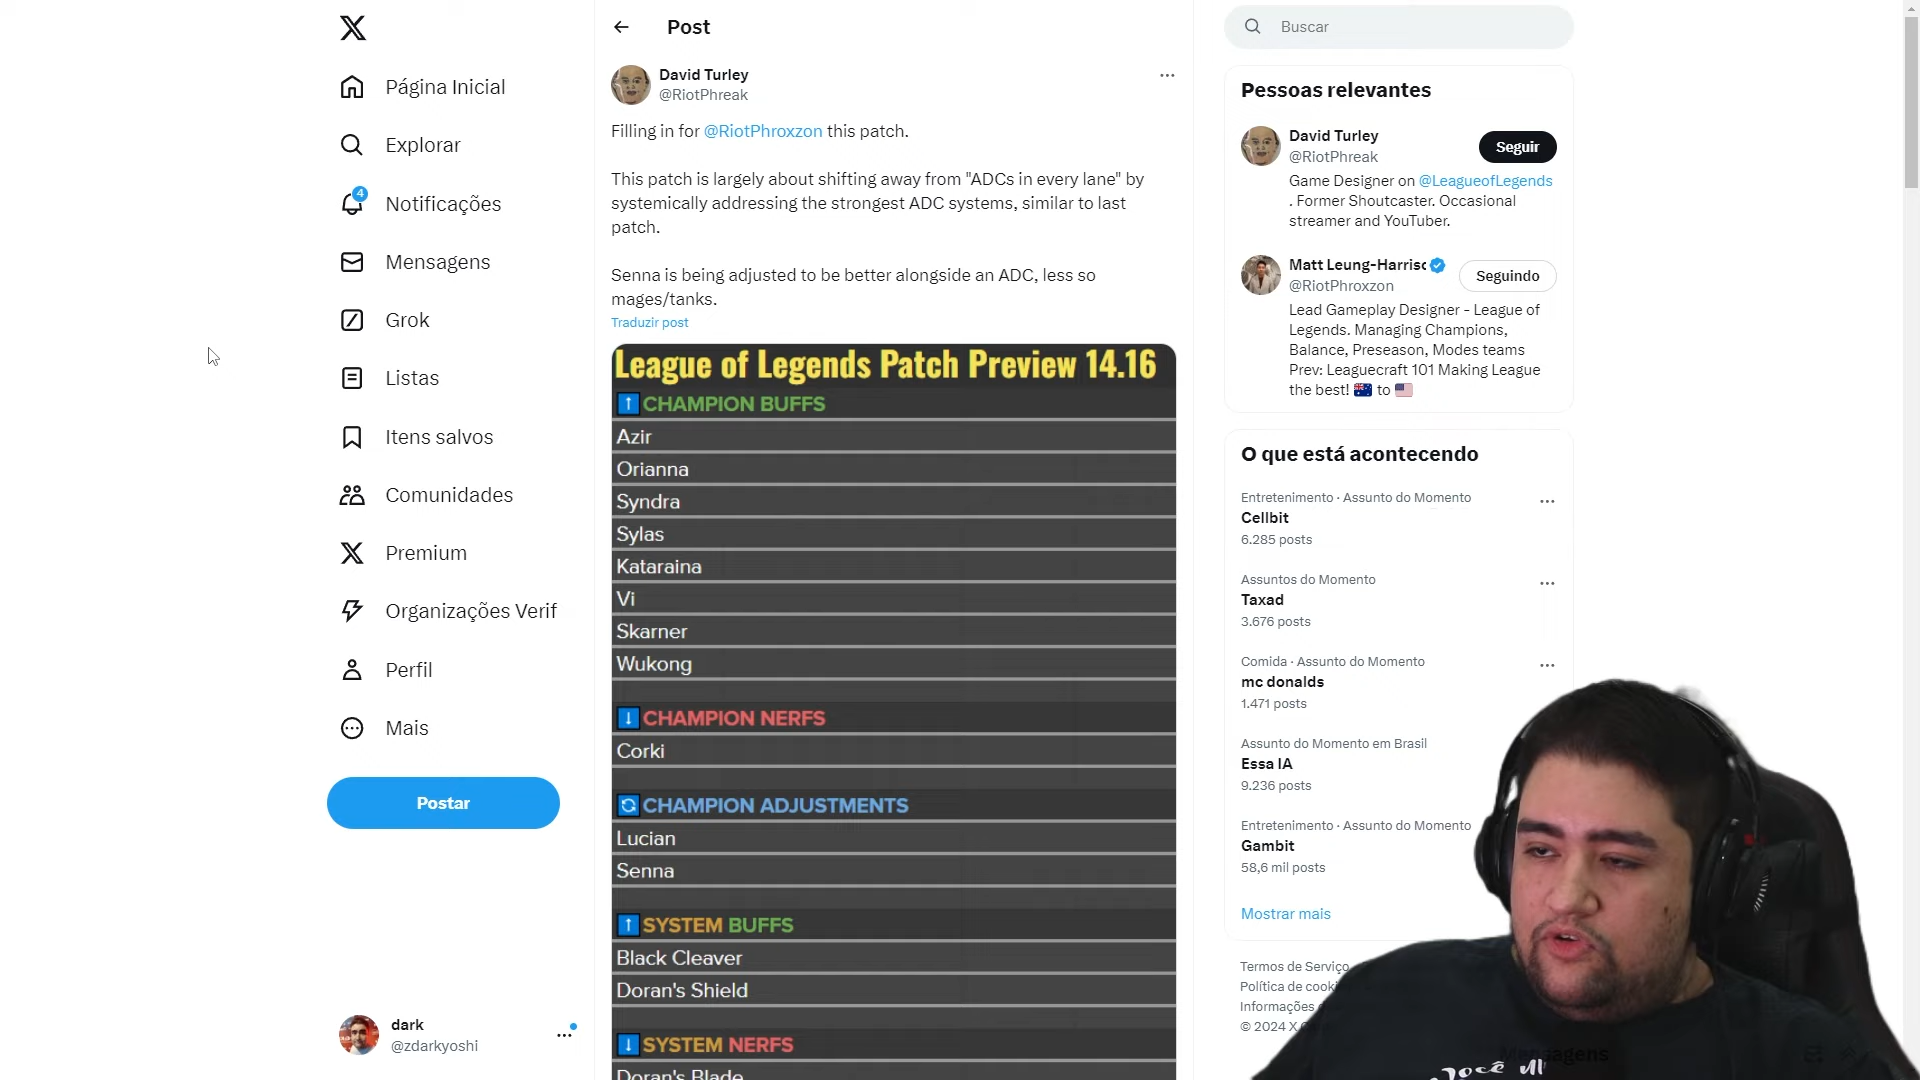 Post
Buscar
Página Inicial
Explorar
4
Notificações
Mensagens
Grok
Listas
Itens salvos
Comunidades
Premium
Organizações Verif
Perfil
Mais
Postar
dark
@zdarkyoshi
David Turley
@RiotPhreak
Filling in for @RiotPhroxzon this patch.
This patch is largely about shifting away from "ADCs in every lane" by
systemically addressing the strongest ADC systems, similar to last
patch.
Senna is being adjusted to be better alongside an ADC, less so
mages/tanks.
Traduzir post
League of Legends Patch Preview 14.16
CHAMPION BUFFS
Azir
Orianna
Syndra
Sylas
Kataraina
Vi
Skarner
Wukong
CHAMPION NERFS
Corki
CHAMPION ADJUSTMENTS
Lucian
Senna
SYSTEM BUFFS
Black Cleaver
Doran's Shield
SYSTEM NERFS
Doran's Blade
Pessoas relevantes
David Turley
@RiotPhreak
Seguir
Game Designer on @LeagueofLegends
. Former Shoutcaster. Occasional
streamer and YouTuber.
Matt Leung-Harrisc
@RiotPhroxzon
Seguindo
Lead Gameplay Designer - League of
Legends. Managing Champions,
Balance, Preseason, Modes teams
Prev: Leaguecraft 101 Making League
the best! 🇦🇺 to 🇺🇸
O que está acontecendo
Entretenimento · Assunto do Momento
Cellbit
6.285 posts
Assuntos do Momento
Taxad
3.676 posts
Comida · Assunto do Momento
mc donalds
1.471 posts
Assunto do Momento em Brasil
Essa IA
9.236 posts
Entretenimento · Assunto do Momento
Gambit
58,6 mil posts
Mostrar mais
Termos de Serviço
Política de cooki
Informações
© 2024 X